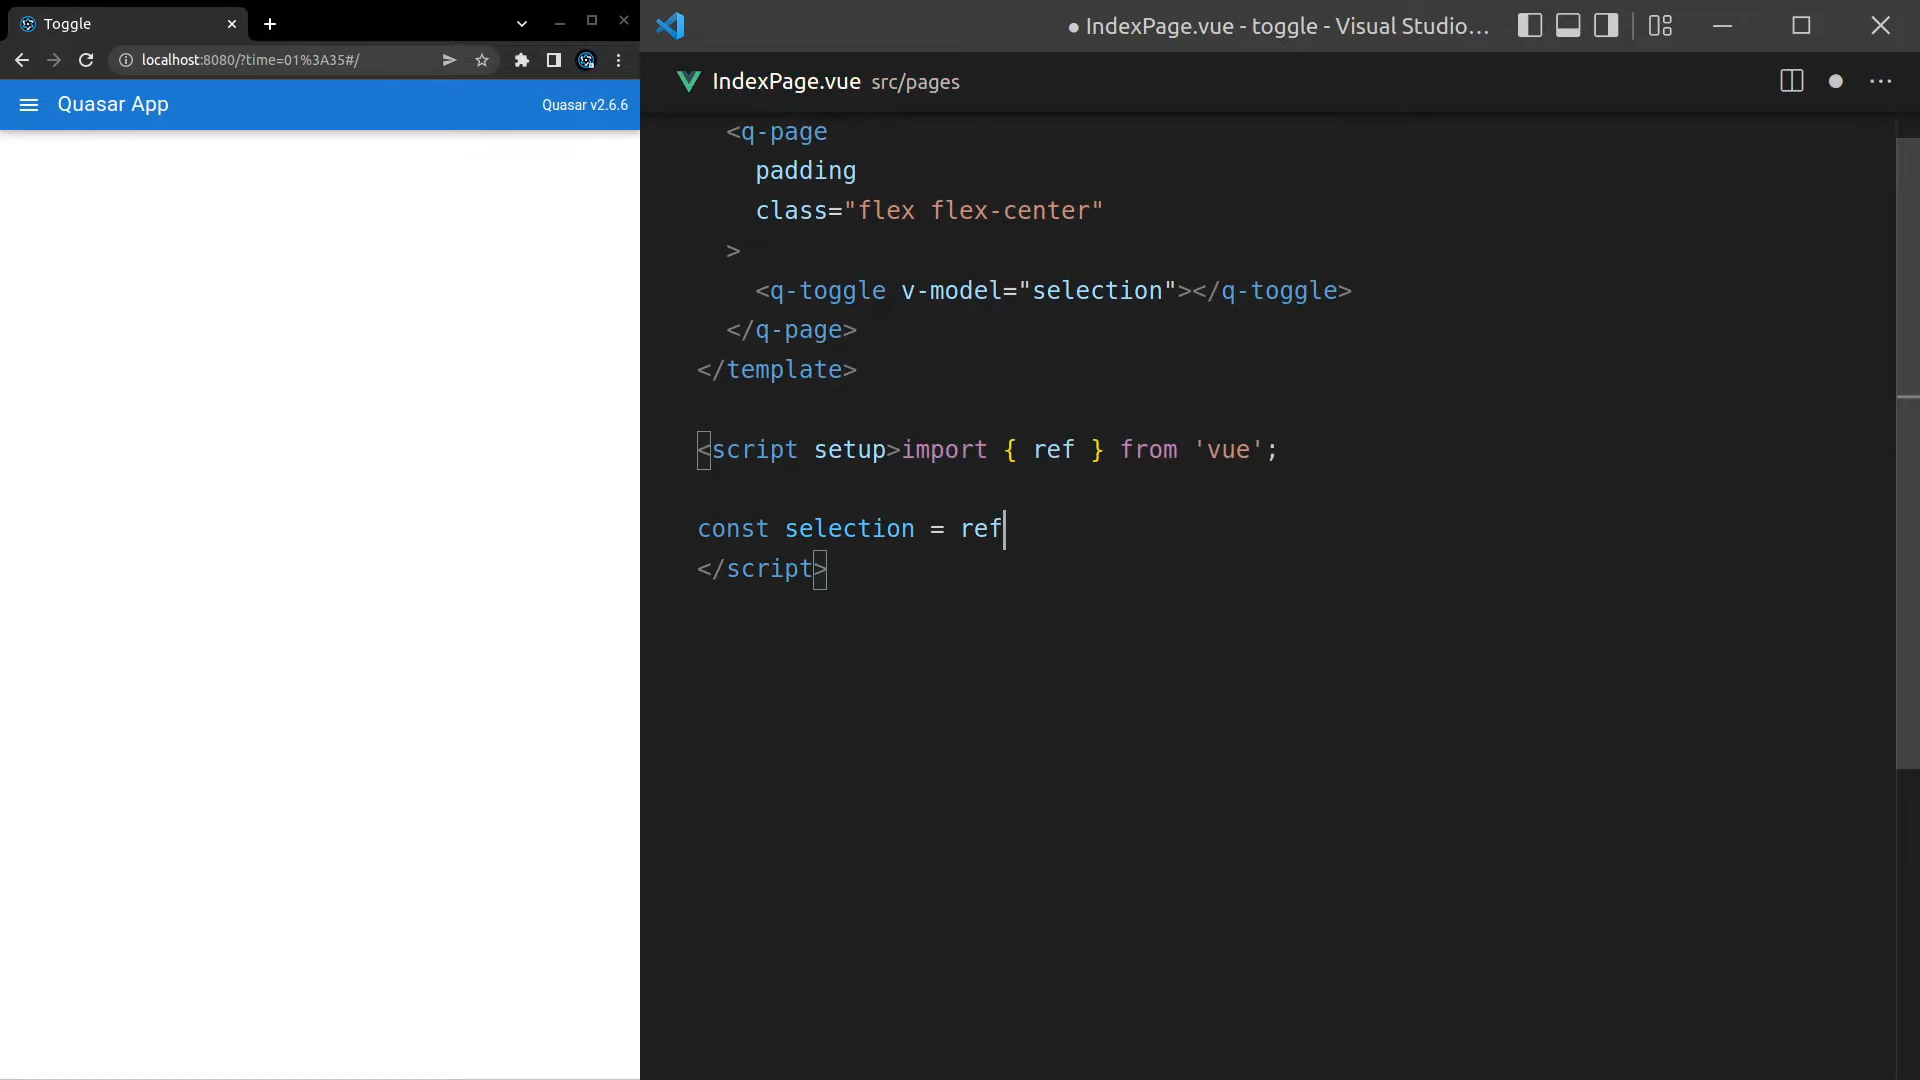 Toggle
localhost:8080/?time=01%3A35#/
Quasar App
Quasar v2.6.6
● IndexPage.vue - toggle - Visual Studio...
IndexPage.vue src/pages
<q-page
padding
class="flex flex-center"
>
<q-toggle v-model="selection"></q-toggle>
</q-page>
</template>
<script setup>import { ref } from 'vue';
const selection = ref
</script>